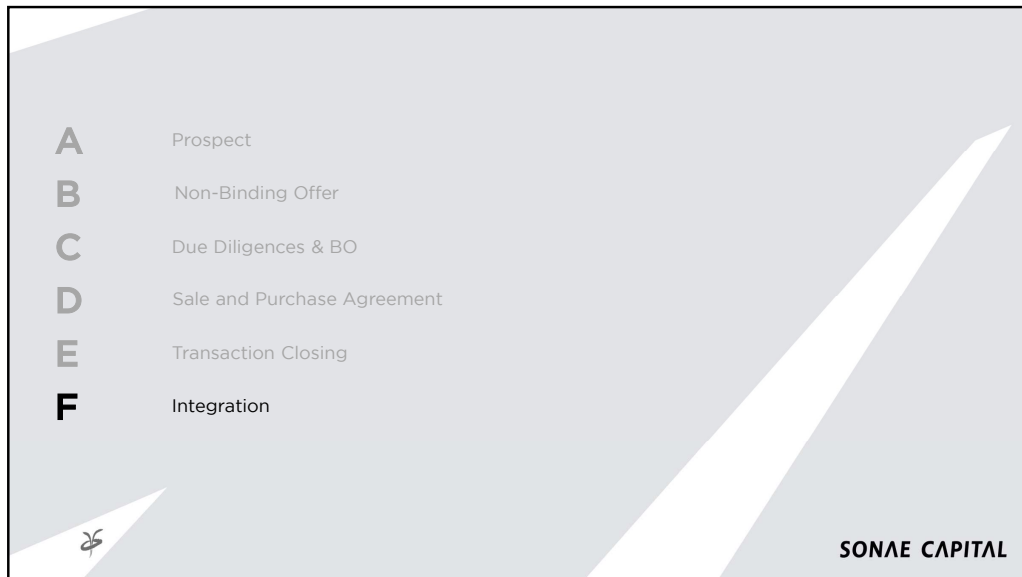 A Prospect
B Non-Binding Offer
C Due Diligences & BO
D Sale and Purchase Agreement
E Transaction Closing
F Integration
SONAE CAPITAL